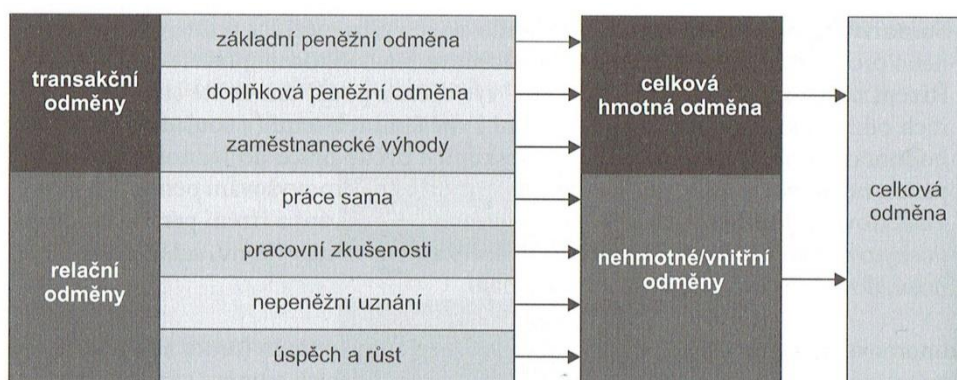 transakční
odměny
relační
odměny
základní peněžní odměna
doplňková peněžní odměna
zaměstnanecké výhody
práce sama
pracovní zkušenosti
nepeněžní uznání
úspěch a růst
celková
hmotná odměna
nehmotné/vnitřní
odměny
celková
odměna